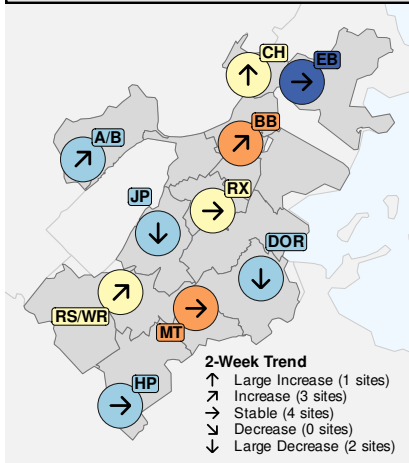 CH
EB
BB
A/B
JP
RX
DOR
RS/WR
MT
HP
2-Week Trend
↑ Large Increase (1 sites)
↗ Increase (3 sites)
→ Stable (4 sites)
↘ Decrease (0 sites)
↓ Large Decrease (2 sites)